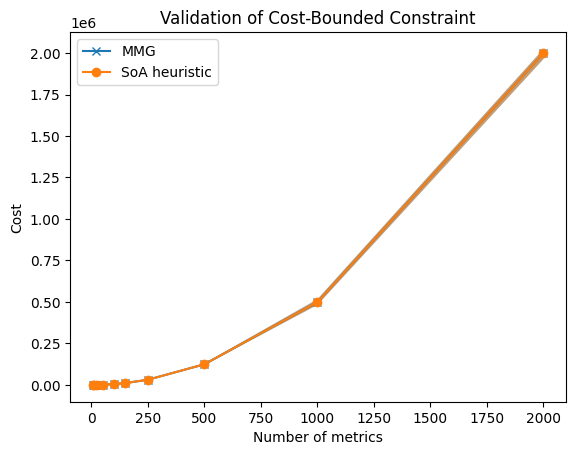 Validation of Cost-Bounded Constraint
1e6
MMG
SoA heuristic
2.00
1.75
1.50
1.25
1.00
0.75
0.50
0.25
0.00
Cost
0 250 500 750 1000 1250 1500 1750 2000
Number of metrics